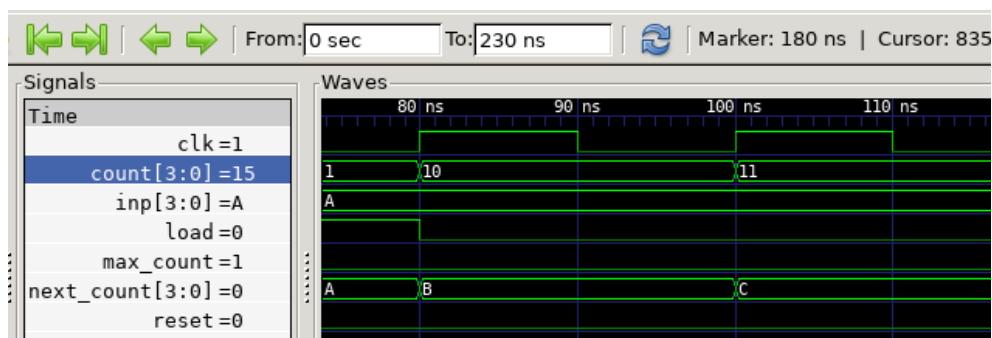 From: 0 sec To: 230 ns Marker: 180 ns | Cursor: 835
Signals Waves
Time 80 ns 90 ns 100 ns 110 ns
clk =1
count[3:0] =15 1 10 11
inp[3:0] =A A
load =0
max_count =1
next_count[3:0] =0 A B C
reset =0